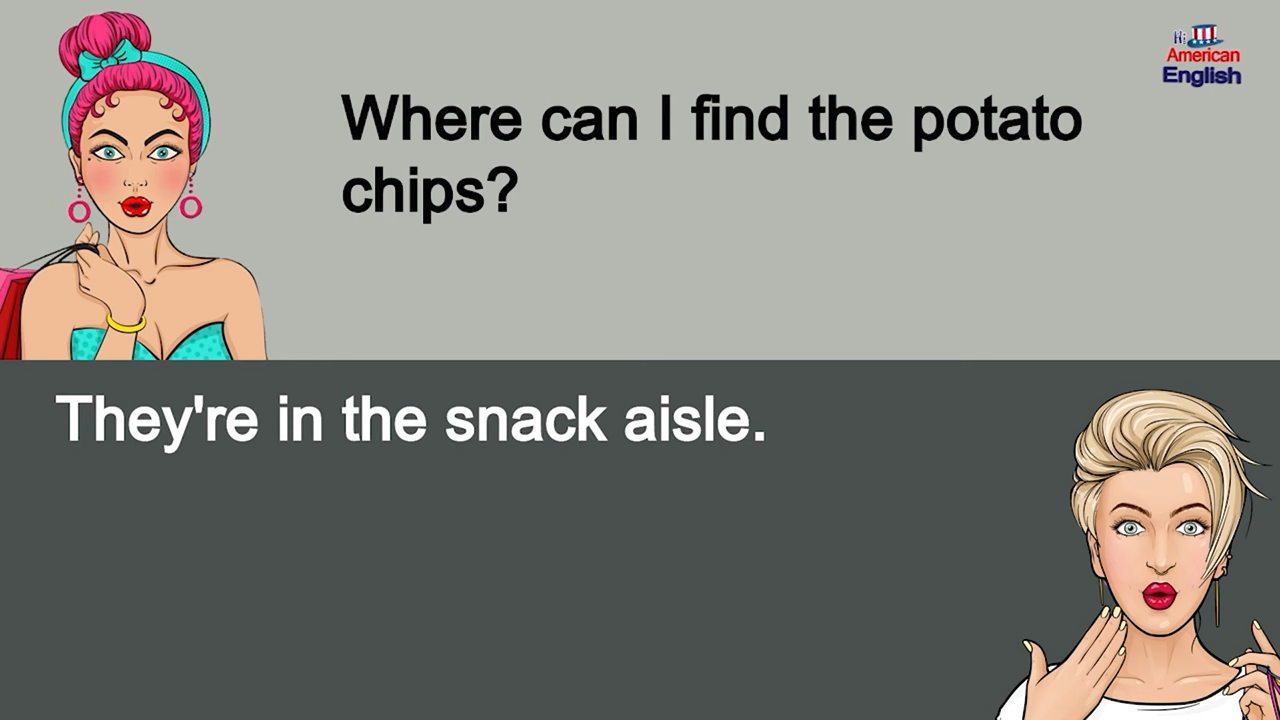 Hi
American
English
Where can I find the potato
chips?
They're in the snack aisle.